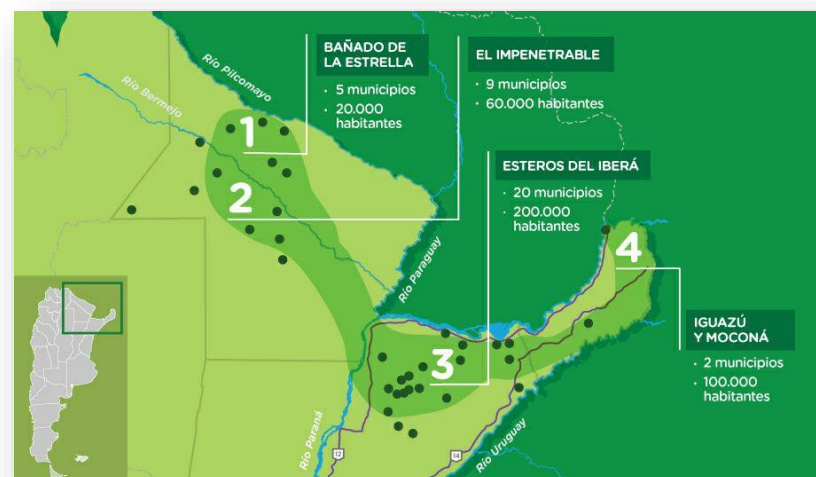 BAÑADO DE
LA ESTRELLA
· 5 municipios
· 20.000
habitantes
EL IMPENETRABLE
· 9 municipios
· 60.000 habitantes
Río Pilcomayo
Río Bermejo
1
2
ESTEROS DEL IBERÁ
· 20 municipios
· 200.000
habitantes
Río Paraguay
4
IGUAZÚ
Y MOCONÁ
· 2 municipios
· 100.000
habitantes
3
Río Paraná
12
14
Río Uruguay